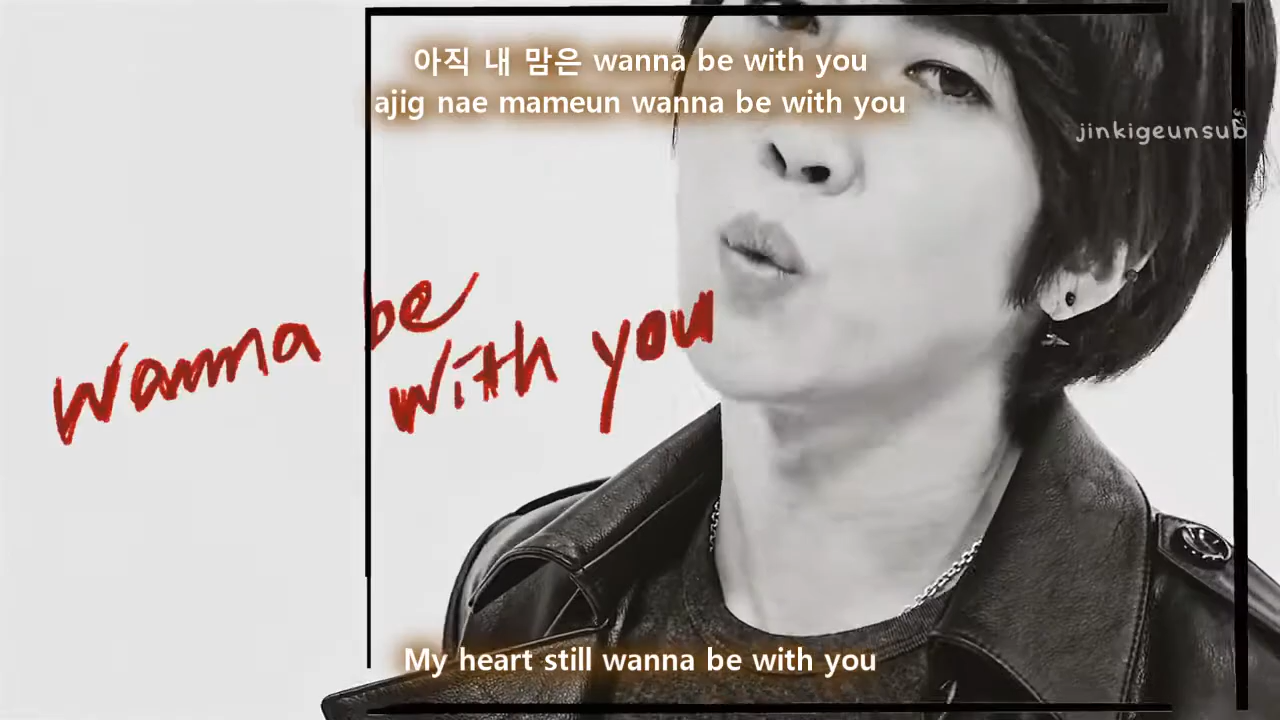 아직 내 맘은 wanna be with you
ajig nae mameun wanna be with you
jinkigeunsub
wanna be
with you
My heart still wanna be with you